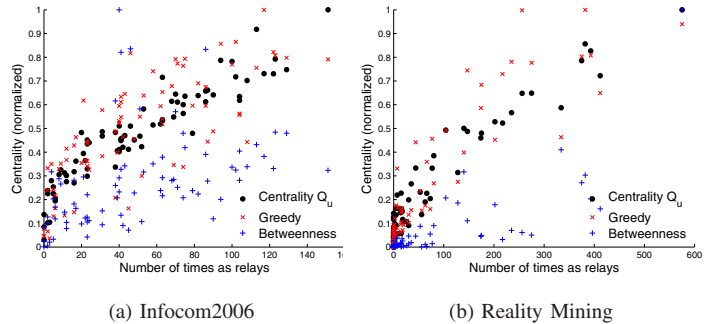 1
0.9
0.8
0.7
0.6
0.5
0.4
0.3
0.2
0.1
0
Centrality (normalized)
0 20 40 60 80 100 120 140 16
Number of times as relays
Centrality Qu
Greedy
Betweenness
(a) Infocom2006
1
0.9
0.8
0.7
0.6
0.5
0.4
0.3
0.2
0.1
0
Centrality (normalized)
0 100 200 300 400 500 600
Number of times as relays
Centrality Qu
Greedy
Betweenness
(b) Reality Mining